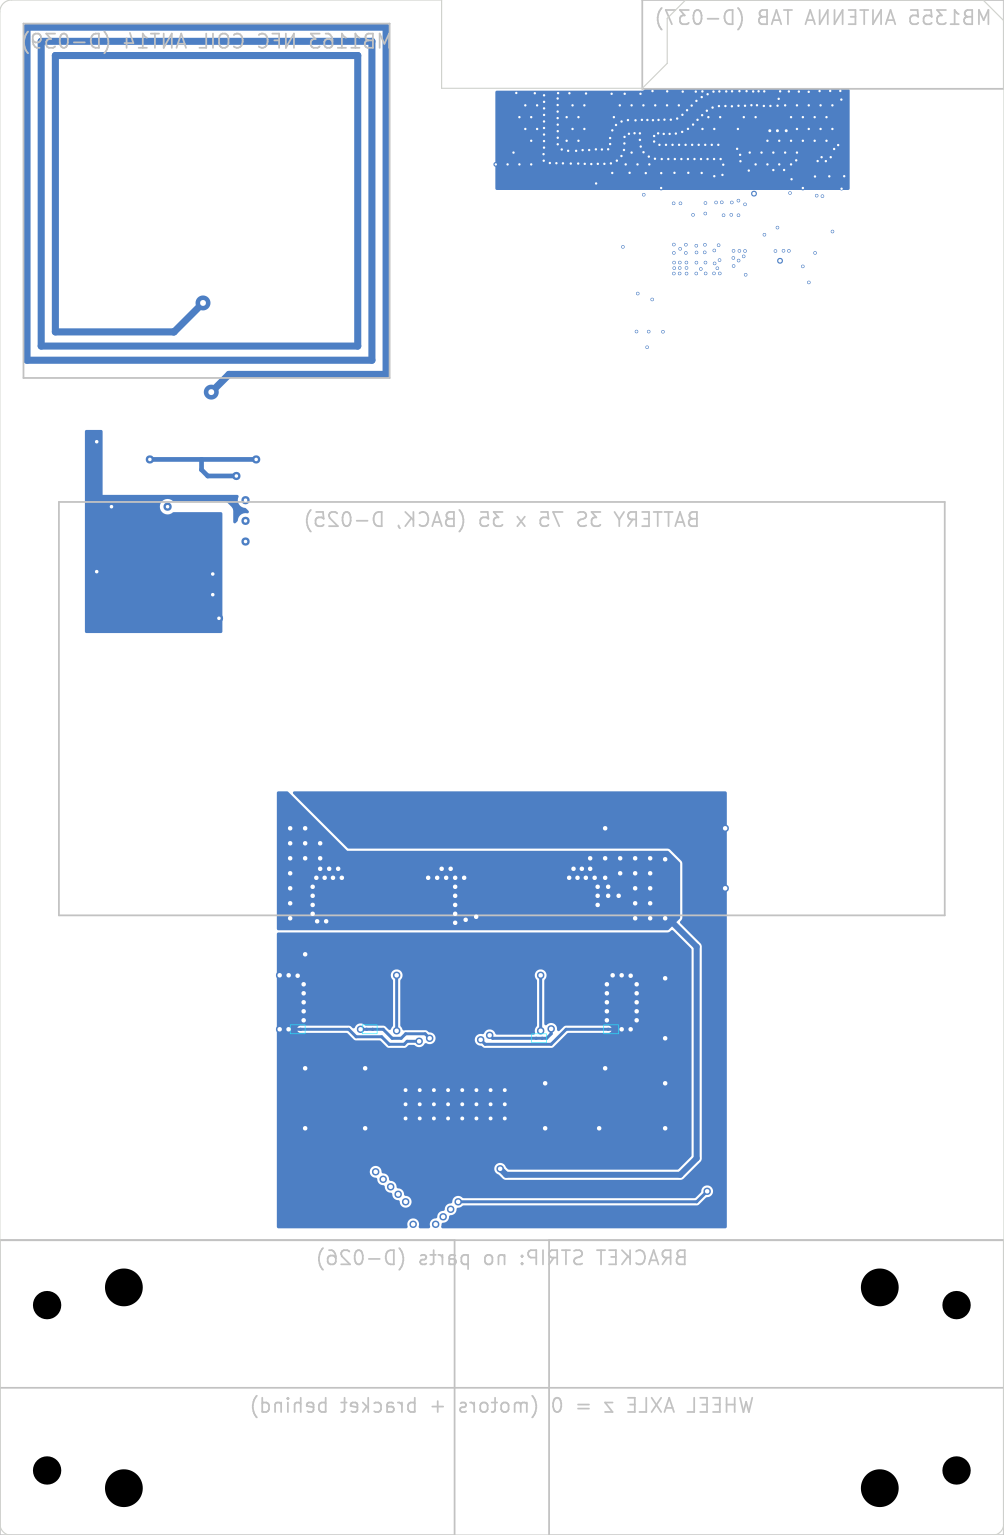 MB1355 ANTENNA TAB (D-037)
MB1163 NFC COIL ANT14 (D-039)
BATTERY 3S 75 x 35 (BACK, D-025)
BRACKET STRIP: no parts (D-026)
WHEEL AXLE z = 0 (motors + bracket behind)